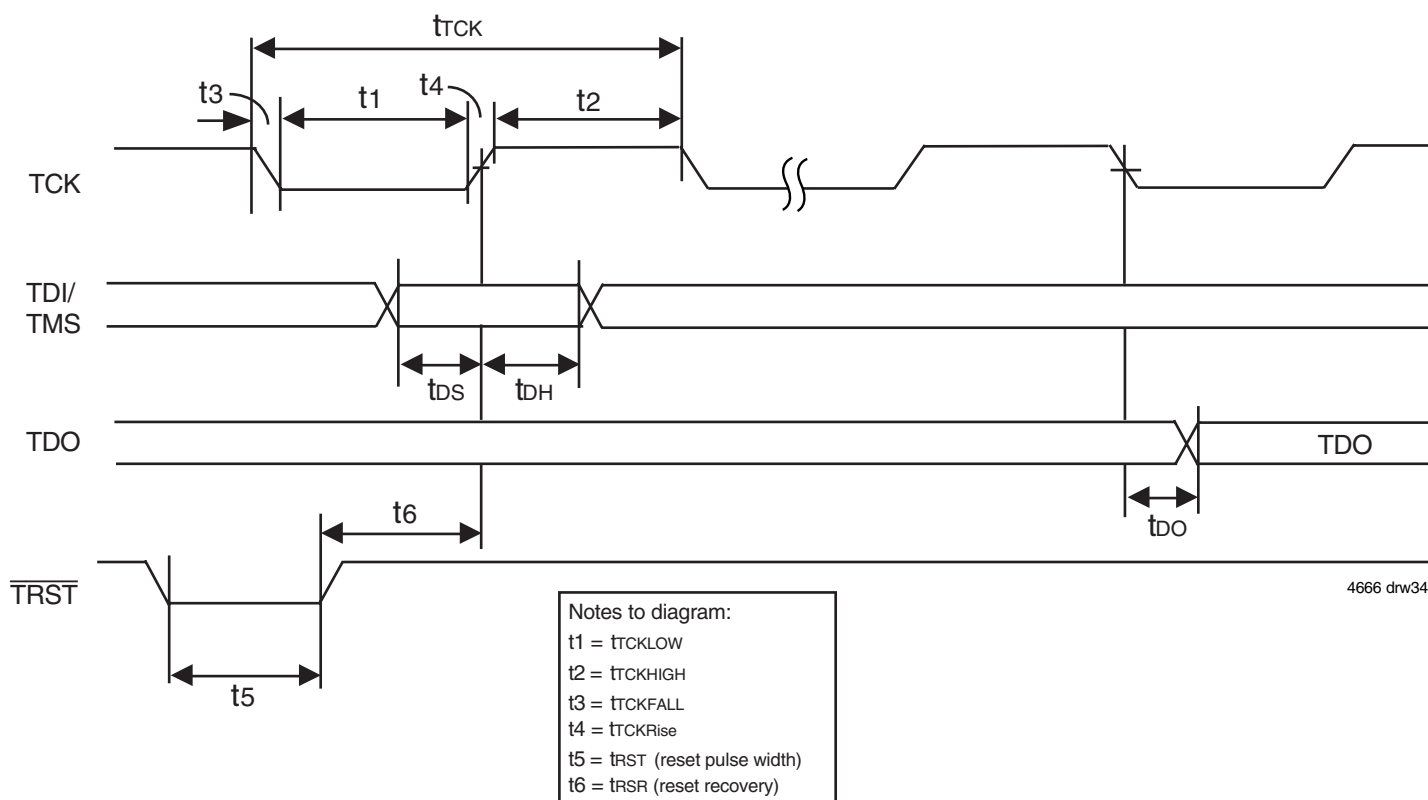 tTCK
t3
t1
t4
t2
TCK
TDI/
TMS
tDS
tDH
TDO
TDO
tDO
t6
TRST
t5
4666 drw34
Notes to diagram:
t1 = tTCKLOW
t2 = tTCKHIGH
t3 = tTCKFALL
t4 = tTCKRise
t5 = tRST (reset pulse width)
t6 = tRSR (reset recovery)